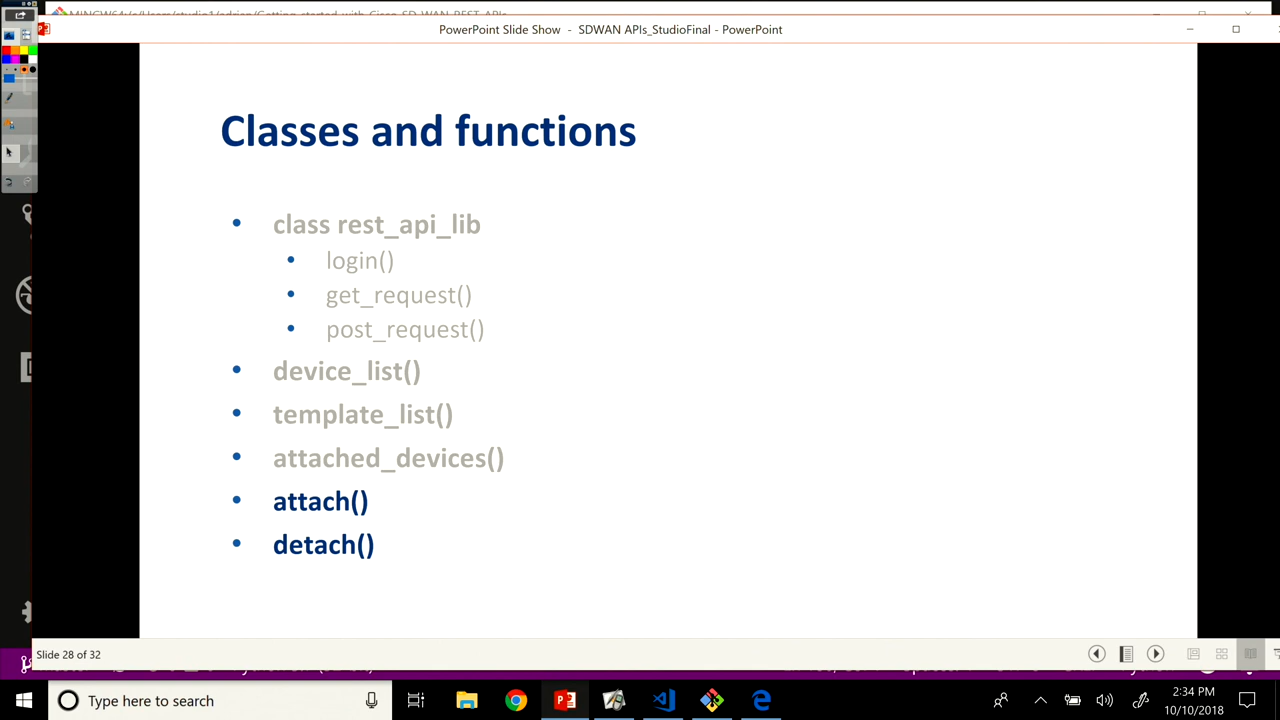 PowerPoint Slide Show - SDWAN APIs_StudioFinal - PowerPoint
Classes and functions
• class rest_api_lib
• login()
• get_request()
• post_request()
• device_list()
• template_list()
• attached_devices()
• attach()
• detach()
Slide 28 of 32
Type here to search
2:34 PM
10/10/2018